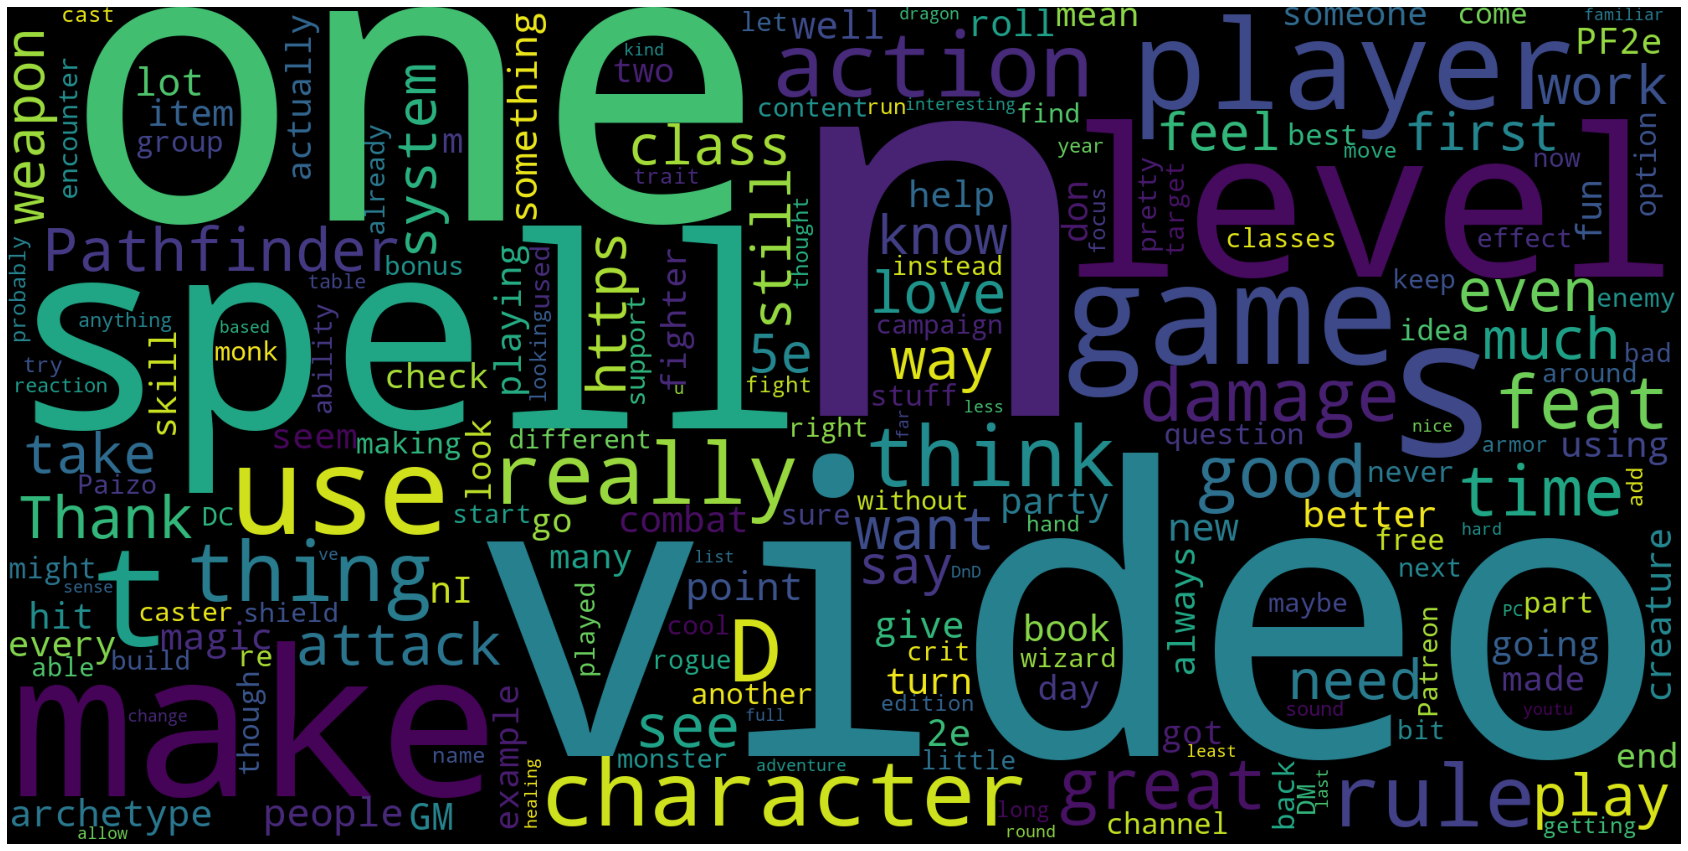 cast
one
weapon
lot
item
group
encounter
actually
already
system
something
kind
two
m
class
trait
let
well
dragon
roll
mean
action
content
run
interesting
find
year
someone
come
familiar
player
PF2e
work
feel
best
first
move
now
option
Pathfinder
bonus
playing
https
lookingused
support
fighter
still
thought
n
help
know
instead
love
campaign
way
stuff
less
far
don
focus
pretty
target
level
classes
effect
fun
keep
even
enemy
probably
table
anything
based
monk
ability
try
reaction
skill
check
spell
5e
fight
u
game
s
idea
much
bad
around
damage
question
nice
feat
armor
using
take
seem
making
look
different
right
think
good
never
Paizo
use
really
without
party
time
add
Thank
DC
start
go
combat
sure
want
hand
new
better
free
hard
might
t
thing
ve
nI
many
list
say
DnD
always
next
creature
sense
caster
shield
point
video
maybe
PC
part
hit
every
magic
attack
played
cool
D
give
book
crit
wizard
need
Patreon
going
able
build
re
rogue
another
turn
day
sound
made
youtu
make
change
though
name
example
see
full
edition
2e
got
bit
least
monster
adventure
little
end
archetype
people
GM
healing
character
long
round
great
channel
back
DM
last
rule
play
getting
allow